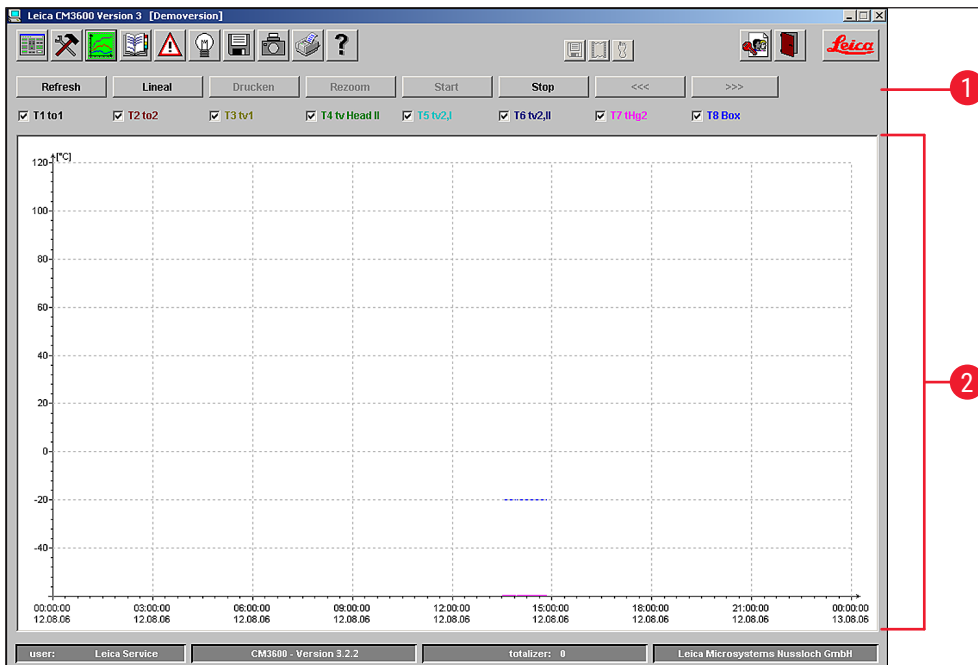 Leica CM3600 Version 3 [Demoversion]
?
Leica
Refresh Lineal Drucken Rezoom Start Stop <<< >>>
1
T1 to1 T2 to2 T3 tv1 T4 tv Head II T5 tv2,I T6 tv2,II T7 tHg2 T8 Box
[°C]
120
100
80
60
40
2
20
0
-20
-40
00:00:00 03:00:00 06:00:00 09:00:00 12:00:00 15:00:00 18:00:00 21:00:00 00:00:00
12.08.06 12.08.06 12.08.06 12.08.06 12.08.06 12.08.06 12.08.06 12.08.06 13.08.06
user: Leica Service CM3600 - Version 3.2.2 totalizer: 0 Leica Microsystems Nussloch GmbH